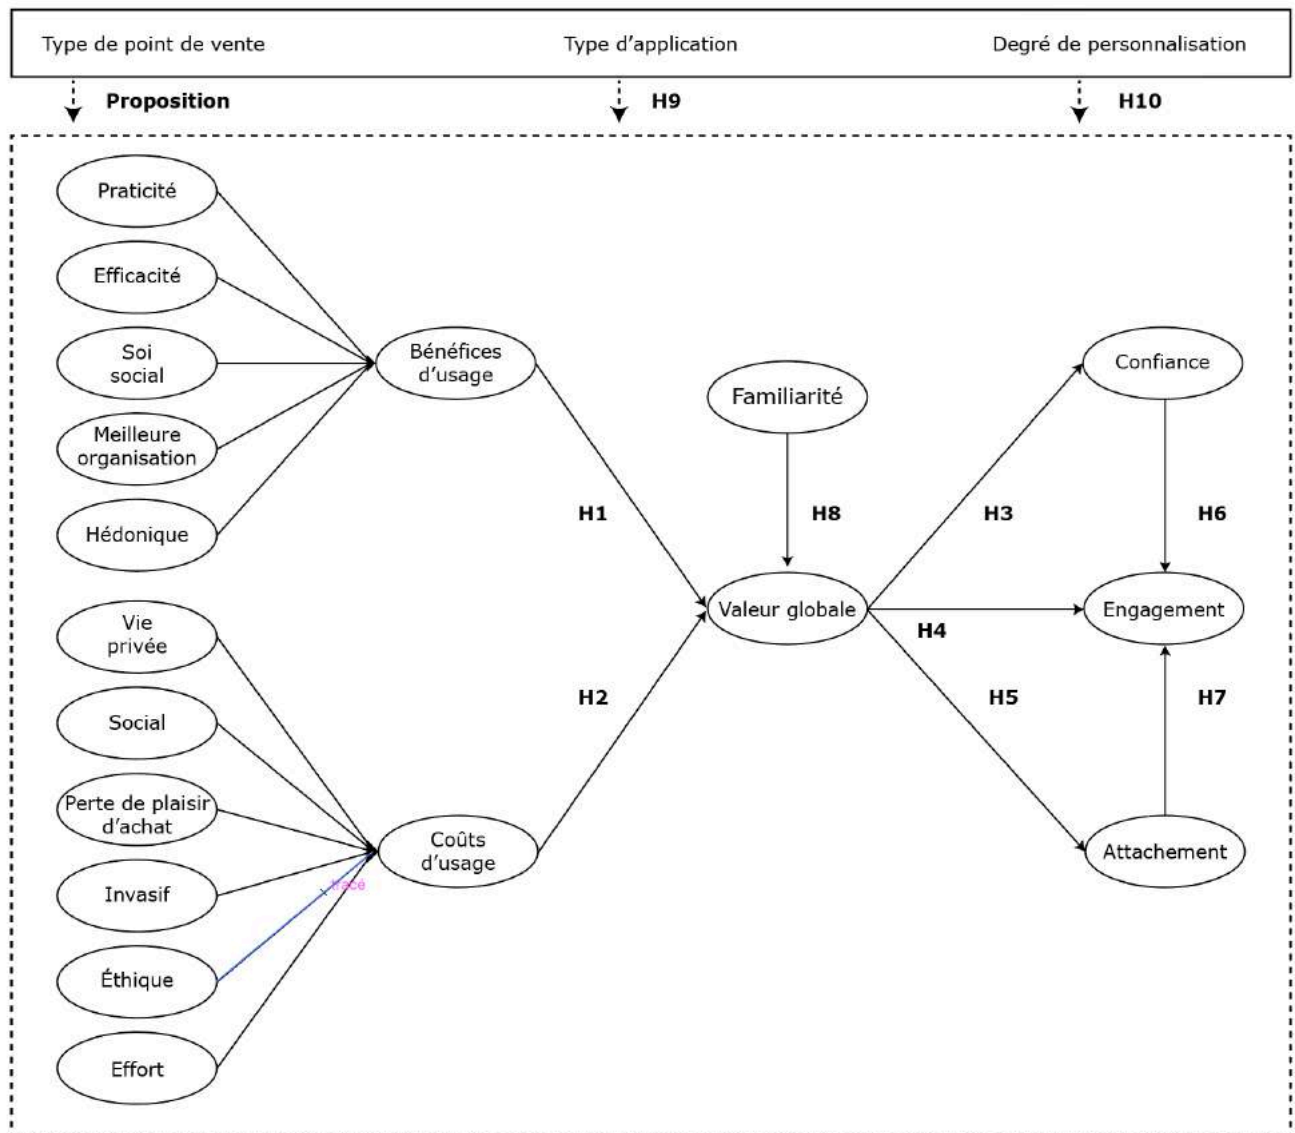 Type de point de vente
Type d’application
Degré de personnalisation
Proposition
H9
H10
Praticité
Efficacité
Soi
social
Meilleure
organisation
Hédonique
Bénéfices
d’usage
Familiarité
Confiance
H1
H8
H3
H6
Valeur globale
Engagement
H4
H2
H5
H7
Vie
privée
Social
Perte de plaisir
d’achat
Invasif
Éthique
Effort
Coûts
d’usage
tracé
Attachement